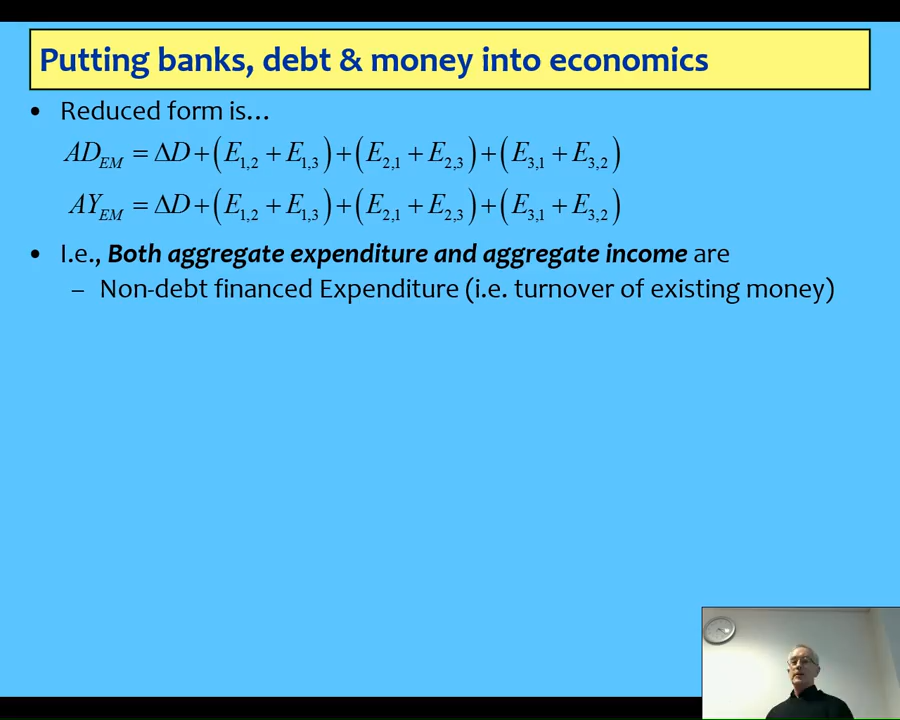 Putting banks, debt & money into economics
• Reduced form is…
AD_EM = ΔD + (E_1,2 + E_1,3) + (E_2,1 + E_2,3) + (E_3,1 + E_3,2)
AY_EM = ΔD + (E_1,2 + E_1,3) + (E_2,1 + E_2,3) + (E_3,1 + E_3,2)
• I.e., Both aggregate expenditure and aggregate income are
– Non-debt financed Expenditure (i.e. turnover of existing money)